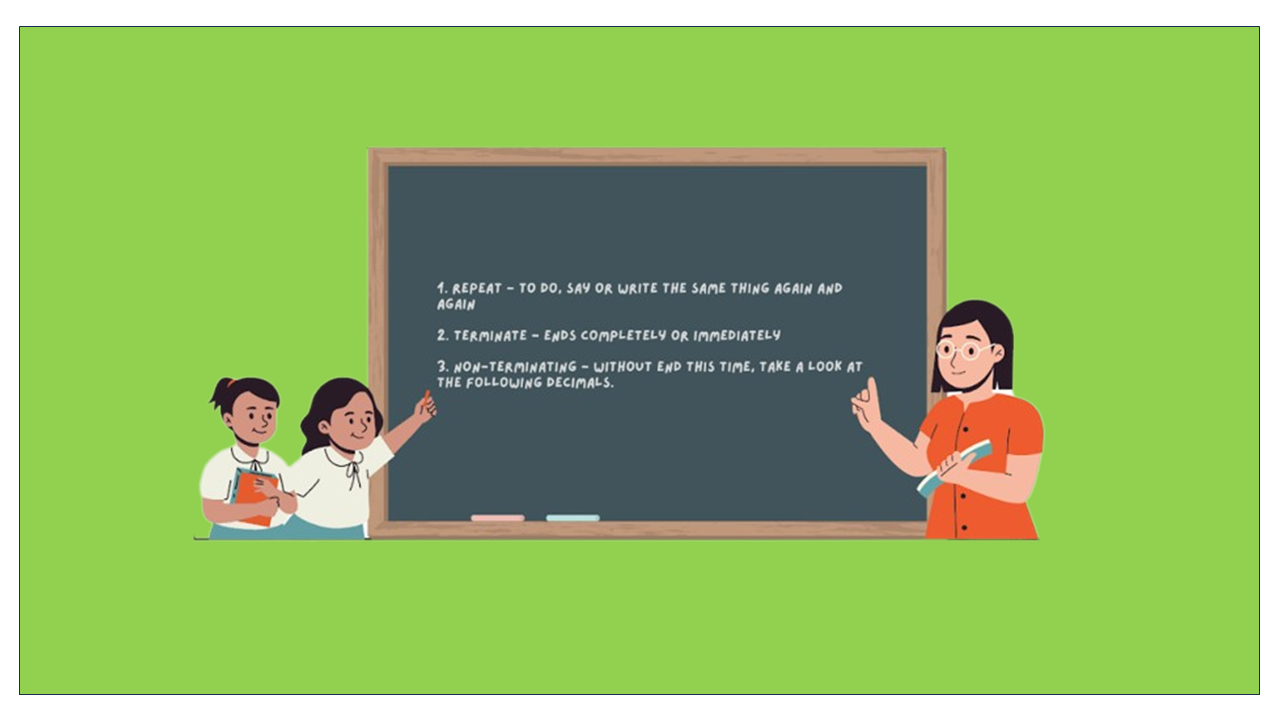 1. REPEAT – TO DO, SAY OR WRITE THE SAME THING AGAIN AND
AGAIN
2. TERMINATE – ENDS COMPLETELY OR IMMEDIATELY
3. NON-TERMINATING – WITHOUT END THIS TIME, TAKE A LOOK AT
THE FOLLOWING DECIMALS.